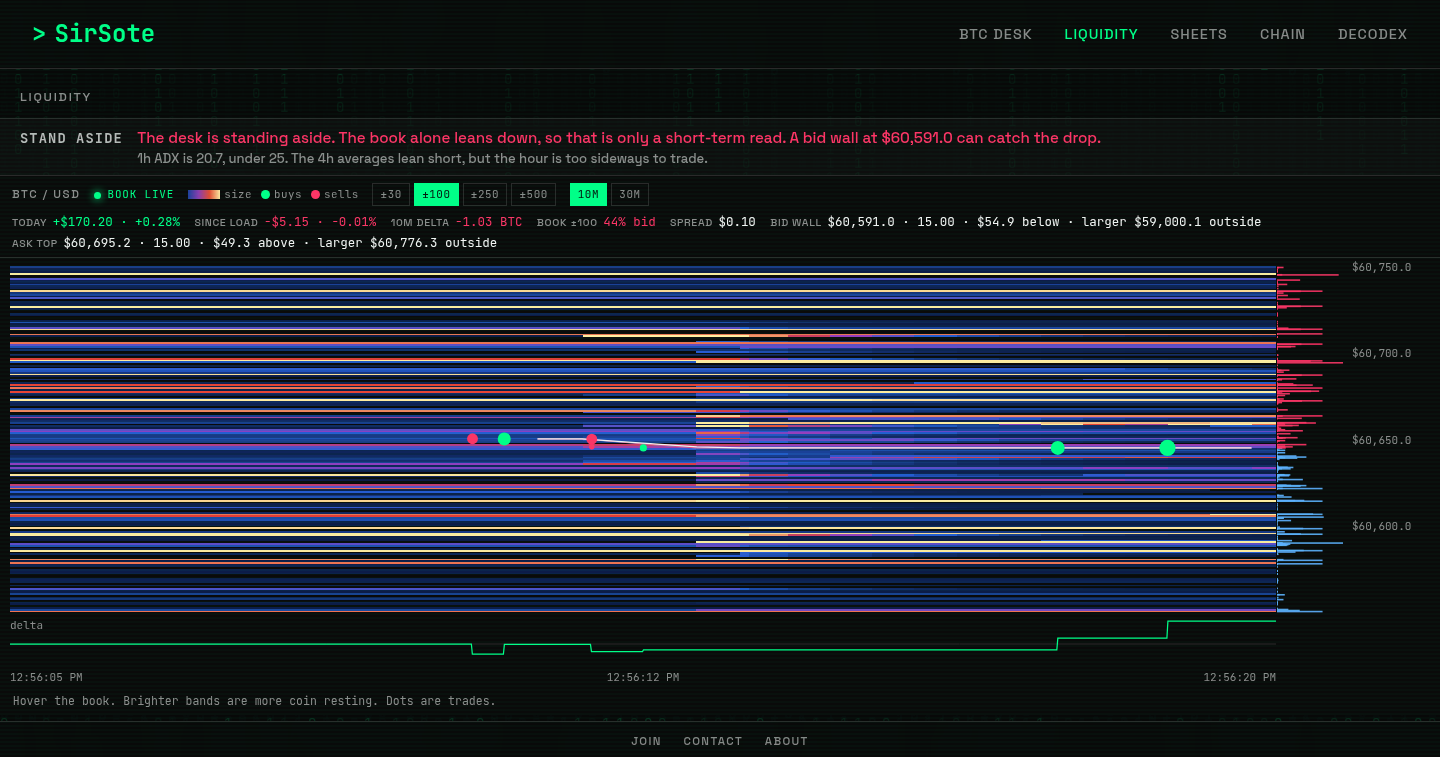 > SirSote
BTC DESK LIQUIDITY SHEETS CHAIN DECODEX
LIQUIDITY
STAND ASIDE The desk is standing aside. The book alone leans down, so that is only a short-term read. A bid wall at $60,591.0 can catch the drop.
1h ADX is 20.7, under 25. The 4h averages lean short, but the hour is too sideways to trade.
BTC / USD BOOK LIVE size buys sells ±30 ±100 ±250 ±500 10M 30M
TODAY +$170.20 · +0.28% SINCE LOAD -$5.15 · -0.01% 10M DELTA -1.03 BTC BOOK ±100 44% bid SPREAD $0.10 BID WALL $60,591.0 · 15.00 · $54.9 below · larger $59,000.1 outside
ASK TOP $60,695.2 · 15.00 · $49.3 above · larger $60,776.3 outside
$60,750.0
$60,700.0
$60,650.0
$60,600.0
delta
12:56:05 PM 12:56:12 PM 12:56:20 PM
Hover the book. Brighter bands are more coin resting. Dots are trades.
JOIN CONTACT ABOUT